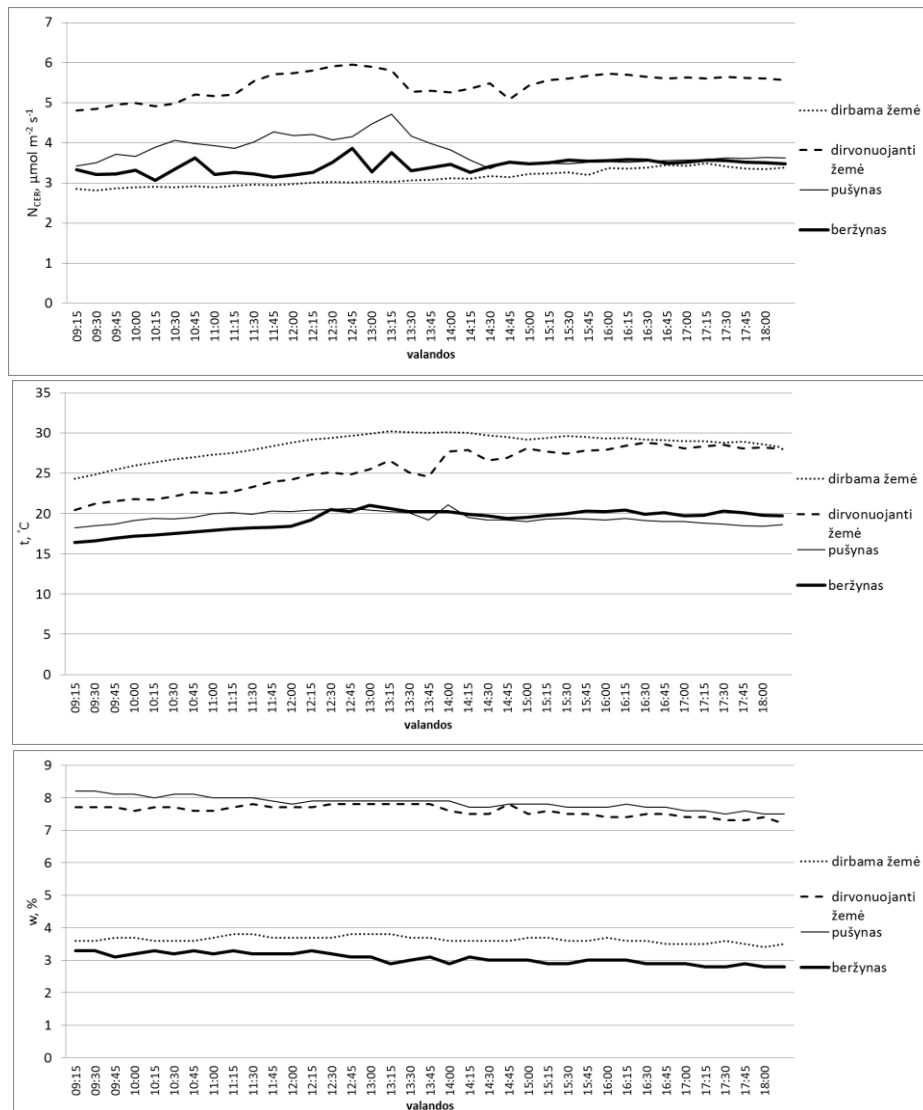 7
6
5
4
3
2
1
0
N_CER, µmol m⁻² s⁻¹
09:15 09:30 09:45 10:00 10:15 10:30 10:45 11:00 11:15 11:30 11:45 12:00 12:15 12:30 12:45 13:00 13:15 13:30 13:45 14:00 14:15 14:30 14:45 15:00 15:15 15:30 15:45 16:00 16:15 16:30 16:45 17:00 17:15 17:30 17:45 18:00
valandos
dirbama žemė
dirvonuojanti
žemė
pušynas
beržynas
35
30
25
20
15
10
5
0
t, °C
09:15 09:30 09:45 10:00 10:15 10:30 10:45 11:00 11:15 11:30 11:45 12:00 12:15 12:30 12:45 13:00 13:15 13:30 13:45 14:00 14:15 14:30 14:45 15:00 15:15 15:30 15:45 16:00 16:15 16:30 16:45 17:00 17:15 17:30 17:45 18:00
valandos
dirbama žemė
dirvonuojanti
žemė
pušynas
beržynas
9
8
7
6
5
4
3
2
1
0
w, %
09:15 09:30 09:45 10:00 10:15 10:30 10:45 11:00 11:15 11:30 11:45 12:00 12:15 12:30 12:45 13:00 13:15 13:30 13:45 14:00 14:15 14:30 14:45 15:00 15:15 15:30 15:45 16:00 16:15 16:30 16:45 17:00 17:15 17:30 17:45 18:00
valandos
dirbama žemė
dirvonuojanti
žemė
pušynas
beržynas